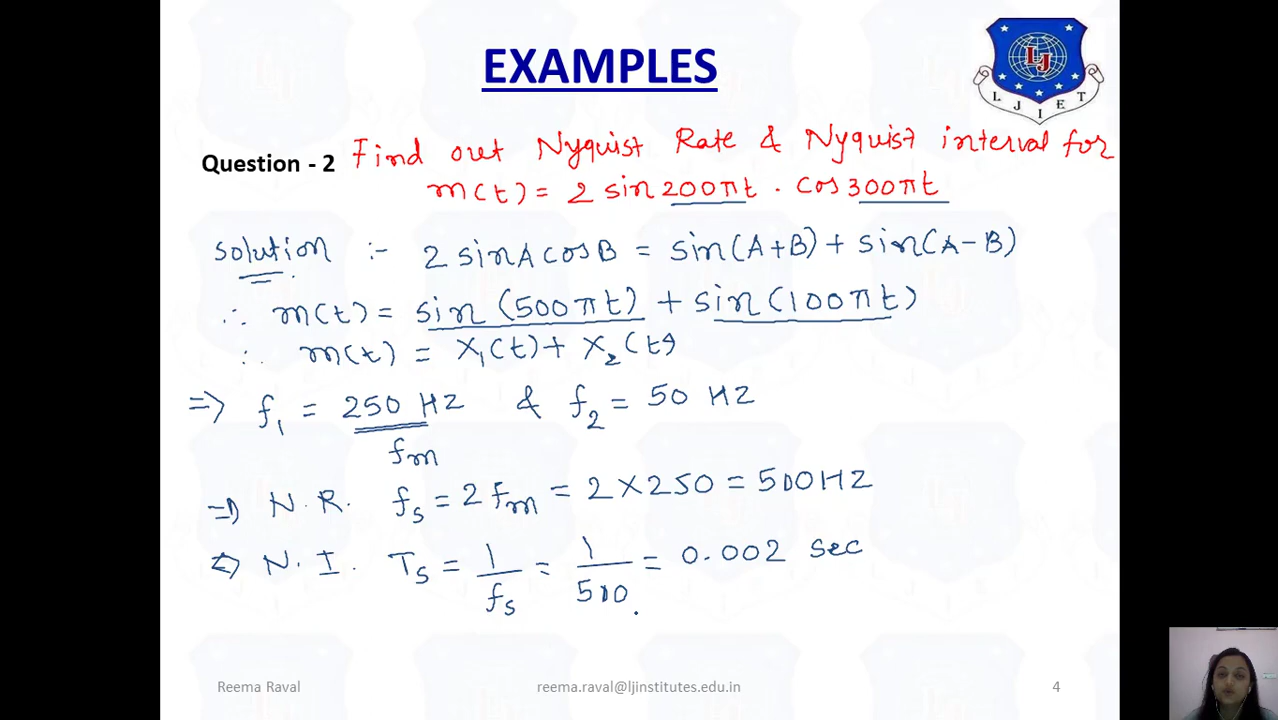 EXAMPLES
LJ
LJIET
Question - 2 Find out Nyquist Rate & Nyquist interval for
m(t) = 2 sin 200πt . cos 300πt
Solution :- 2 sinA cosB = sin(A+B) + sin(A-B)
∴ m(t) = sin (500πt) + sin (100πt)
∴ m(t) = x₁(t) + x₂(t)
=> f₁ = 250 Hz & f₂ = 50 Hz
fm
=> N.R. fs = 2 fm = 2 × 250 = 500 Hz
=> N.I. Ts = 1/fs = 1/500 = 0.002 sec
Reema Raval reema.raval@ljinstitutes.edu.in 4